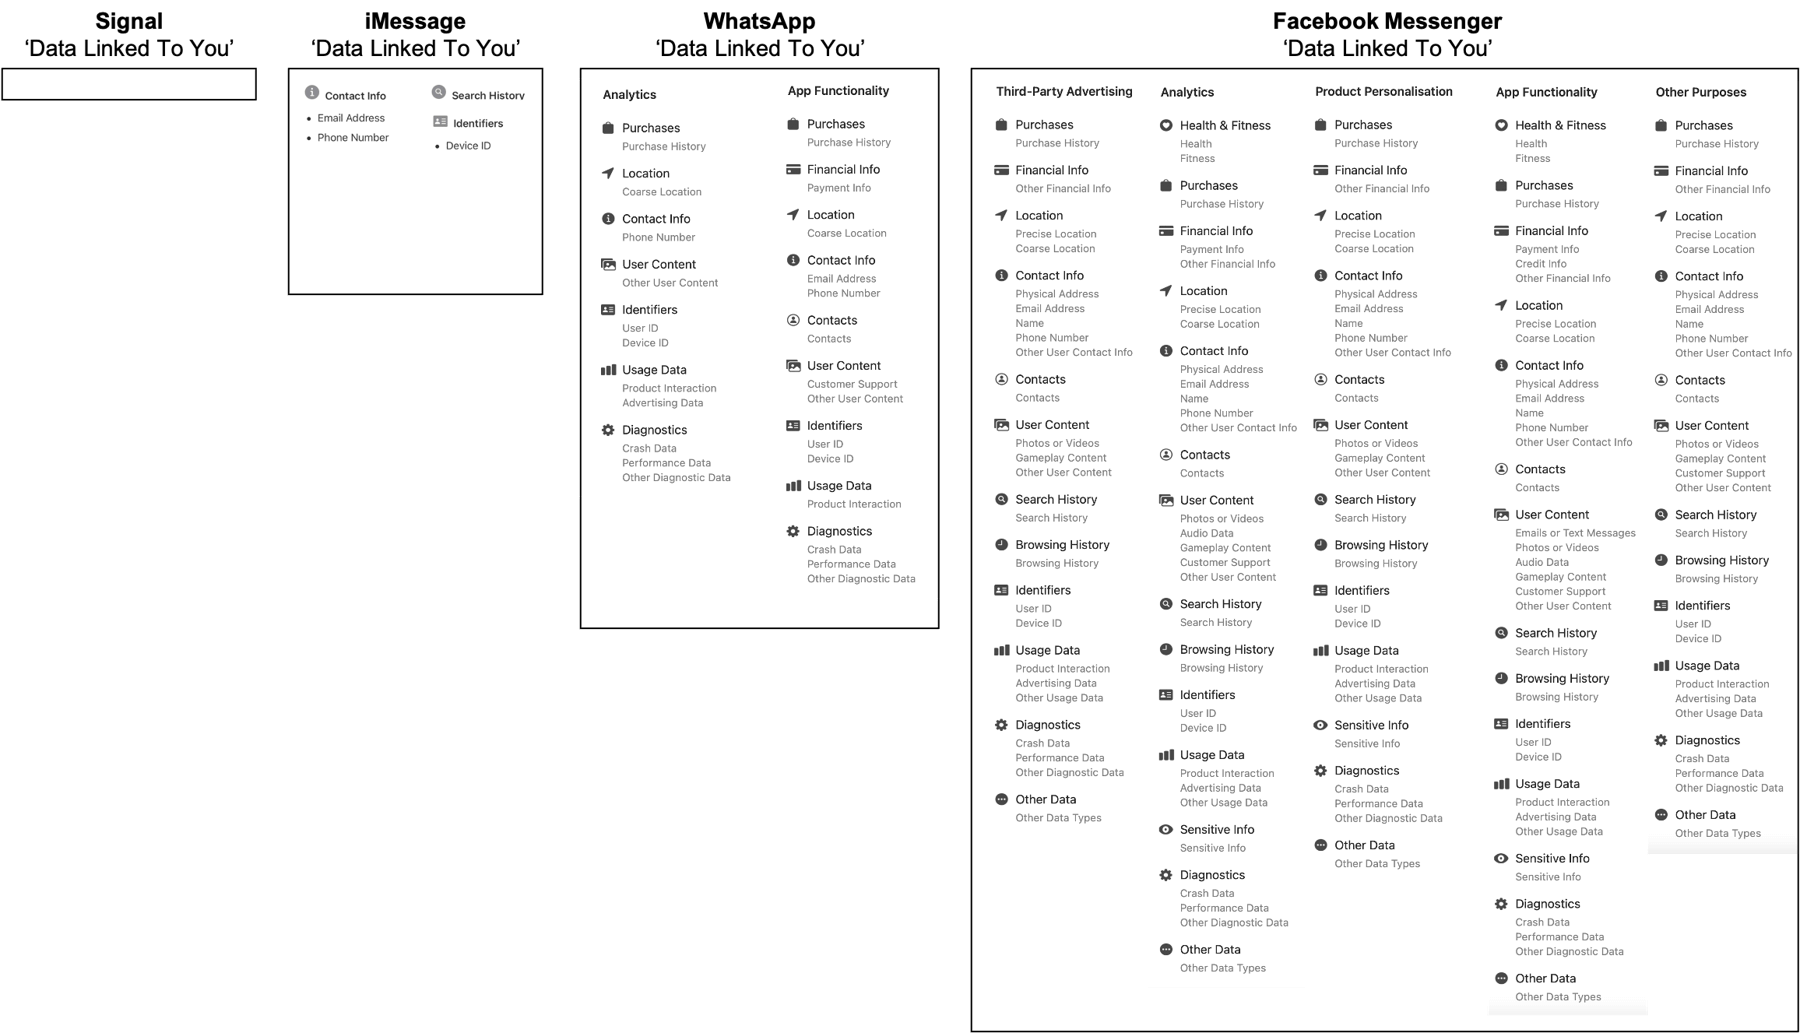 Signal
‘Data Linked To You’
iMessage
‘Data Linked To You’
Contact Info
Email Address
Phone Number
Search History
Identifiers
Device ID
WhatsApp
‘Data Linked To You’
Analytics
Purchases
Purchase History
Location
Coarse Location
Contact Info
Phone Number
User Content
Other User Content
Identifiers
User ID
Device ID
Usage Data
Product Interaction
Advertising Data
Diagnostics
Crash Data
Performance Data
Other Diagnostic Data
App Functionality
Purchases
Purchase History
Financial Info
Payment Info
Location
Coarse Location
Contact Info
Email Address
Phone Number
Contacts
Contacts
User Content
Customer Support
Other User Content
Identifiers
User ID
Device ID
Usage Data
Product Interaction
Diagnostics
Crash Data
Performance Data
Other Diagnostic Data
Facebook Messenger
‘Data Linked To You’
Third-Party Advertising
Purchases
Purchase History
Financial Info
Other Financial Info
Location
Precise Location
Coarse Location
Contact Info
Physical Address
Email Address
Name
Phone Number
Other User Contact Info
Contacts
Contacts
User Content
Photos or Videos
Gameplay Content
Other User Content
Search History
Search History
Browsing History
Browsing History
Identifiers
User ID
Device ID
Usage Data
Product Interaction
Advertising Data
Other Usage Data
Diagnostics
Crash Data
Performance Data
Other Diagnostic Data
Other Data
Other Data Types
Analytics
Health & Fitness
Health
Fitness
Purchases
Purchase History
Financial Info
Payment Info
Other Financial Info
Location
Precise Location
Coarse Location
Contact Info
Physical Address
Email Address
Name
Phone Number
Other User Contact Info
Contacts
Contacts
User Content
Photos or Videos
Audio Data
Gameplay Content
Customer Support
Other User Content
Search History
Search History
Browsing History
Browsing History
Identifiers
User ID
Device ID
Usage Data
Product Interaction
Advertising Data
Other Usage Data
Sensitive Info
Sensitive Info
Diagnostics
Crash Data
Performance Data
Other Diagnostic Data
Other Data
Other Data Types
Product Personalisation
Purchases
Purchase History
Financial Info
Other Financial Info
Location
Precise Location
Coarse Location
Contact Info
Physical Address
Email Address
Name
Phone Number
Other User Contact Info
Contacts
Contacts
User Content
Photos or Videos
Gameplay Content
Other User Content
Search History
Search History
Browsing History
Browsing History
Identifiers
User ID
Device ID
Usage Data
Product Interaction
Advertising Data
Other Usage Data
Sensitive Info
Sensitive Info
Diagnostics
Crash Data
Performance Data
Other Diagnostic Data
Other Data
Other Data Types
App Functionality
Health & Fitness
Health
Fitness
Purchases
Purchase History
Financial Info
Payment Info
Credit Info
Other Financial Info
Location
Precise Location
Coarse Location
Contact Info
Physical Address
Email Address
Name
Phone Number
Other User Contact Info
Contacts
Contacts
User Content
Emails or Text Messages
Photos or Videos
Audio Data
Gameplay Content
Customer Support
Other User Content
Search History
Search History
Browsing History
Browsing History
Identifiers
User ID
Device ID
Usage Data
Product Interaction
Advertising Data
Other Usage Data
Sensitive Info
Sensitive Info
Diagnostics
Crash Data
Performance Data
Other Diagnostic Data
Other Data
Other Data Types
Other Purposes
Purchases
Purchase History
Financial Info
Other Financial Info
Location
Precise Location
Coarse Location
Contact Info
Physical Address
Email Address
Name
Phone Number
Other User Contact Info
Contacts
Contacts
User Content
Photos or Videos
Gameplay Content
Customer Support
Other User Content
Search History
Search History
Browsing History
Browsing History
Identifiers
User ID
Device ID
Usage Data
Product Interaction
Advertising Data
Other Usage Data
Diagnostics
Crash Data
Performance Data
Other Diagnostic Data
Other Data
Other Data Types